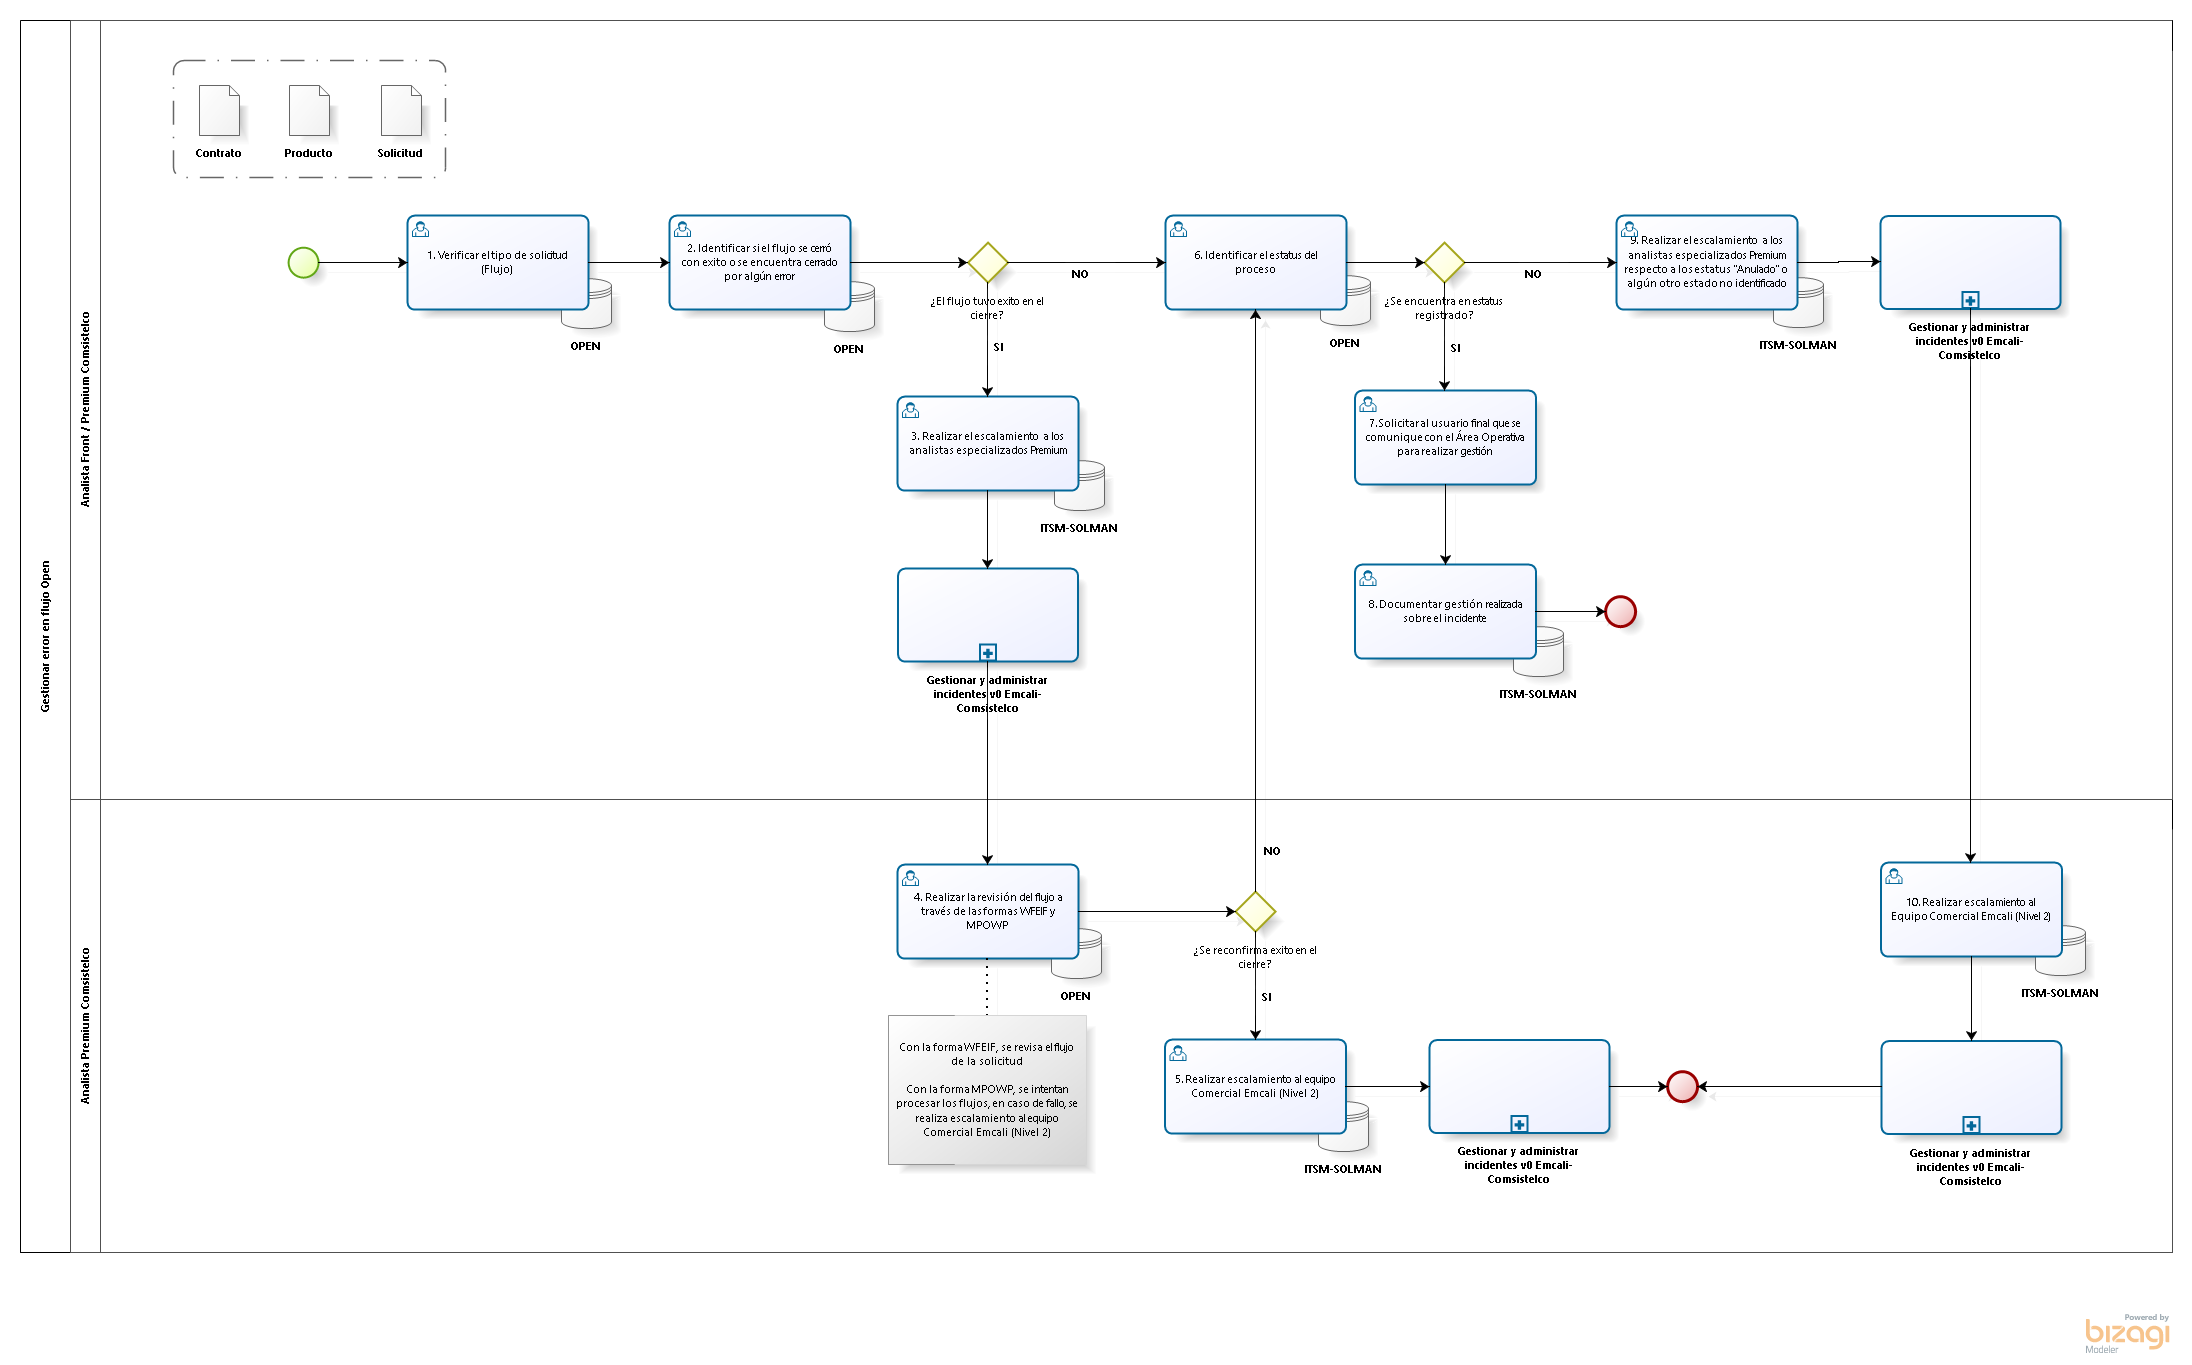 Gestionar error en flujo Open
Analista Front / Premium Comsistelco
Contrato
Producto
Solicitud
1. Verificar el tipo de solicitud
(Flujo)
OPEN
2. Identificar si el flujo se cerró
con exito o se encuentra cerrado
por algún error
OPEN
¿El flujo tuvo exito en el
cierre?
NO
SI
3. Realizar el escalamiento a los
analistas especializados Premium
ITSM-SOLMAN
Gestionar y administrar
incidentes v0 Emcali-
Comsistelco
6. Identificar el estatus del
proceso
OPEN
¿Se encuentra en estatus
registrado?
NO
SI
7. Solicitar al usuario final que se
comunique con el Área Operativa
para realizar gestión
8. Documentar gestión realizada
sobre el incidente
ITSM-SOLMAN
9. Realizar el escalamiento a los
analistas especializados Premium
respecto a los estatus "Anulado" o
algún otro estado no identificado
ITSM-SOLMAN
Gestionar y administrar
incidentes v0 Emcali-
Comsistelco
Analista Premium Comsistelco
4. Realizar la revisión del flujo a
través de las formas WFEIF y
MPOWP
OPEN
Con la forma WFEIF, se revisa el flujo
de la solicitud
Con la forma MPOWP, se intentan
procesar los flujos, en caso de fallo, se
realiza escalamiento al equipo
Comercial Emcali (Nivel 2)
NO
¿Se reconfirma exito en el
cierre?
SI
5. Realizar escalamiento al equipo
Comercial Emcali (Nivel 2)
ITSM-SOLMAN
Gestionar y administrar
incidentes v0 Emcali-
Comsistelco
10. Realizar escalamiento al
Equipo Comercial Emcali (Nivel 2)
ITSM-SOLMAN
Gestionar y administrar
incidentes v0 Emcali-
Comsistelco
Powered by
bizagi
Modeler